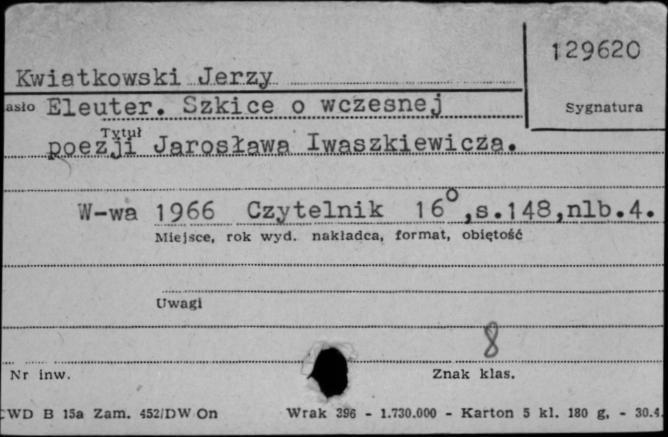 129620
Kwiatkowski Jerzy
asło Eleuter. Szkice o wczesnej
Sygnatura
Tytuł
poezji Jarosława Iwaszkiewicza.
W-wa 1966 Czytelnik 16°,s.148,nlb.4.
Miejsce, rok wyd. nakładca, format, objętość
Uwagi
8
Nr inw.
Znak klas.
CWD B 15a Zam. 452/DW On Wrak 396 - 1.730.000 - Karton 5 kl. 180 g, - 30.4.